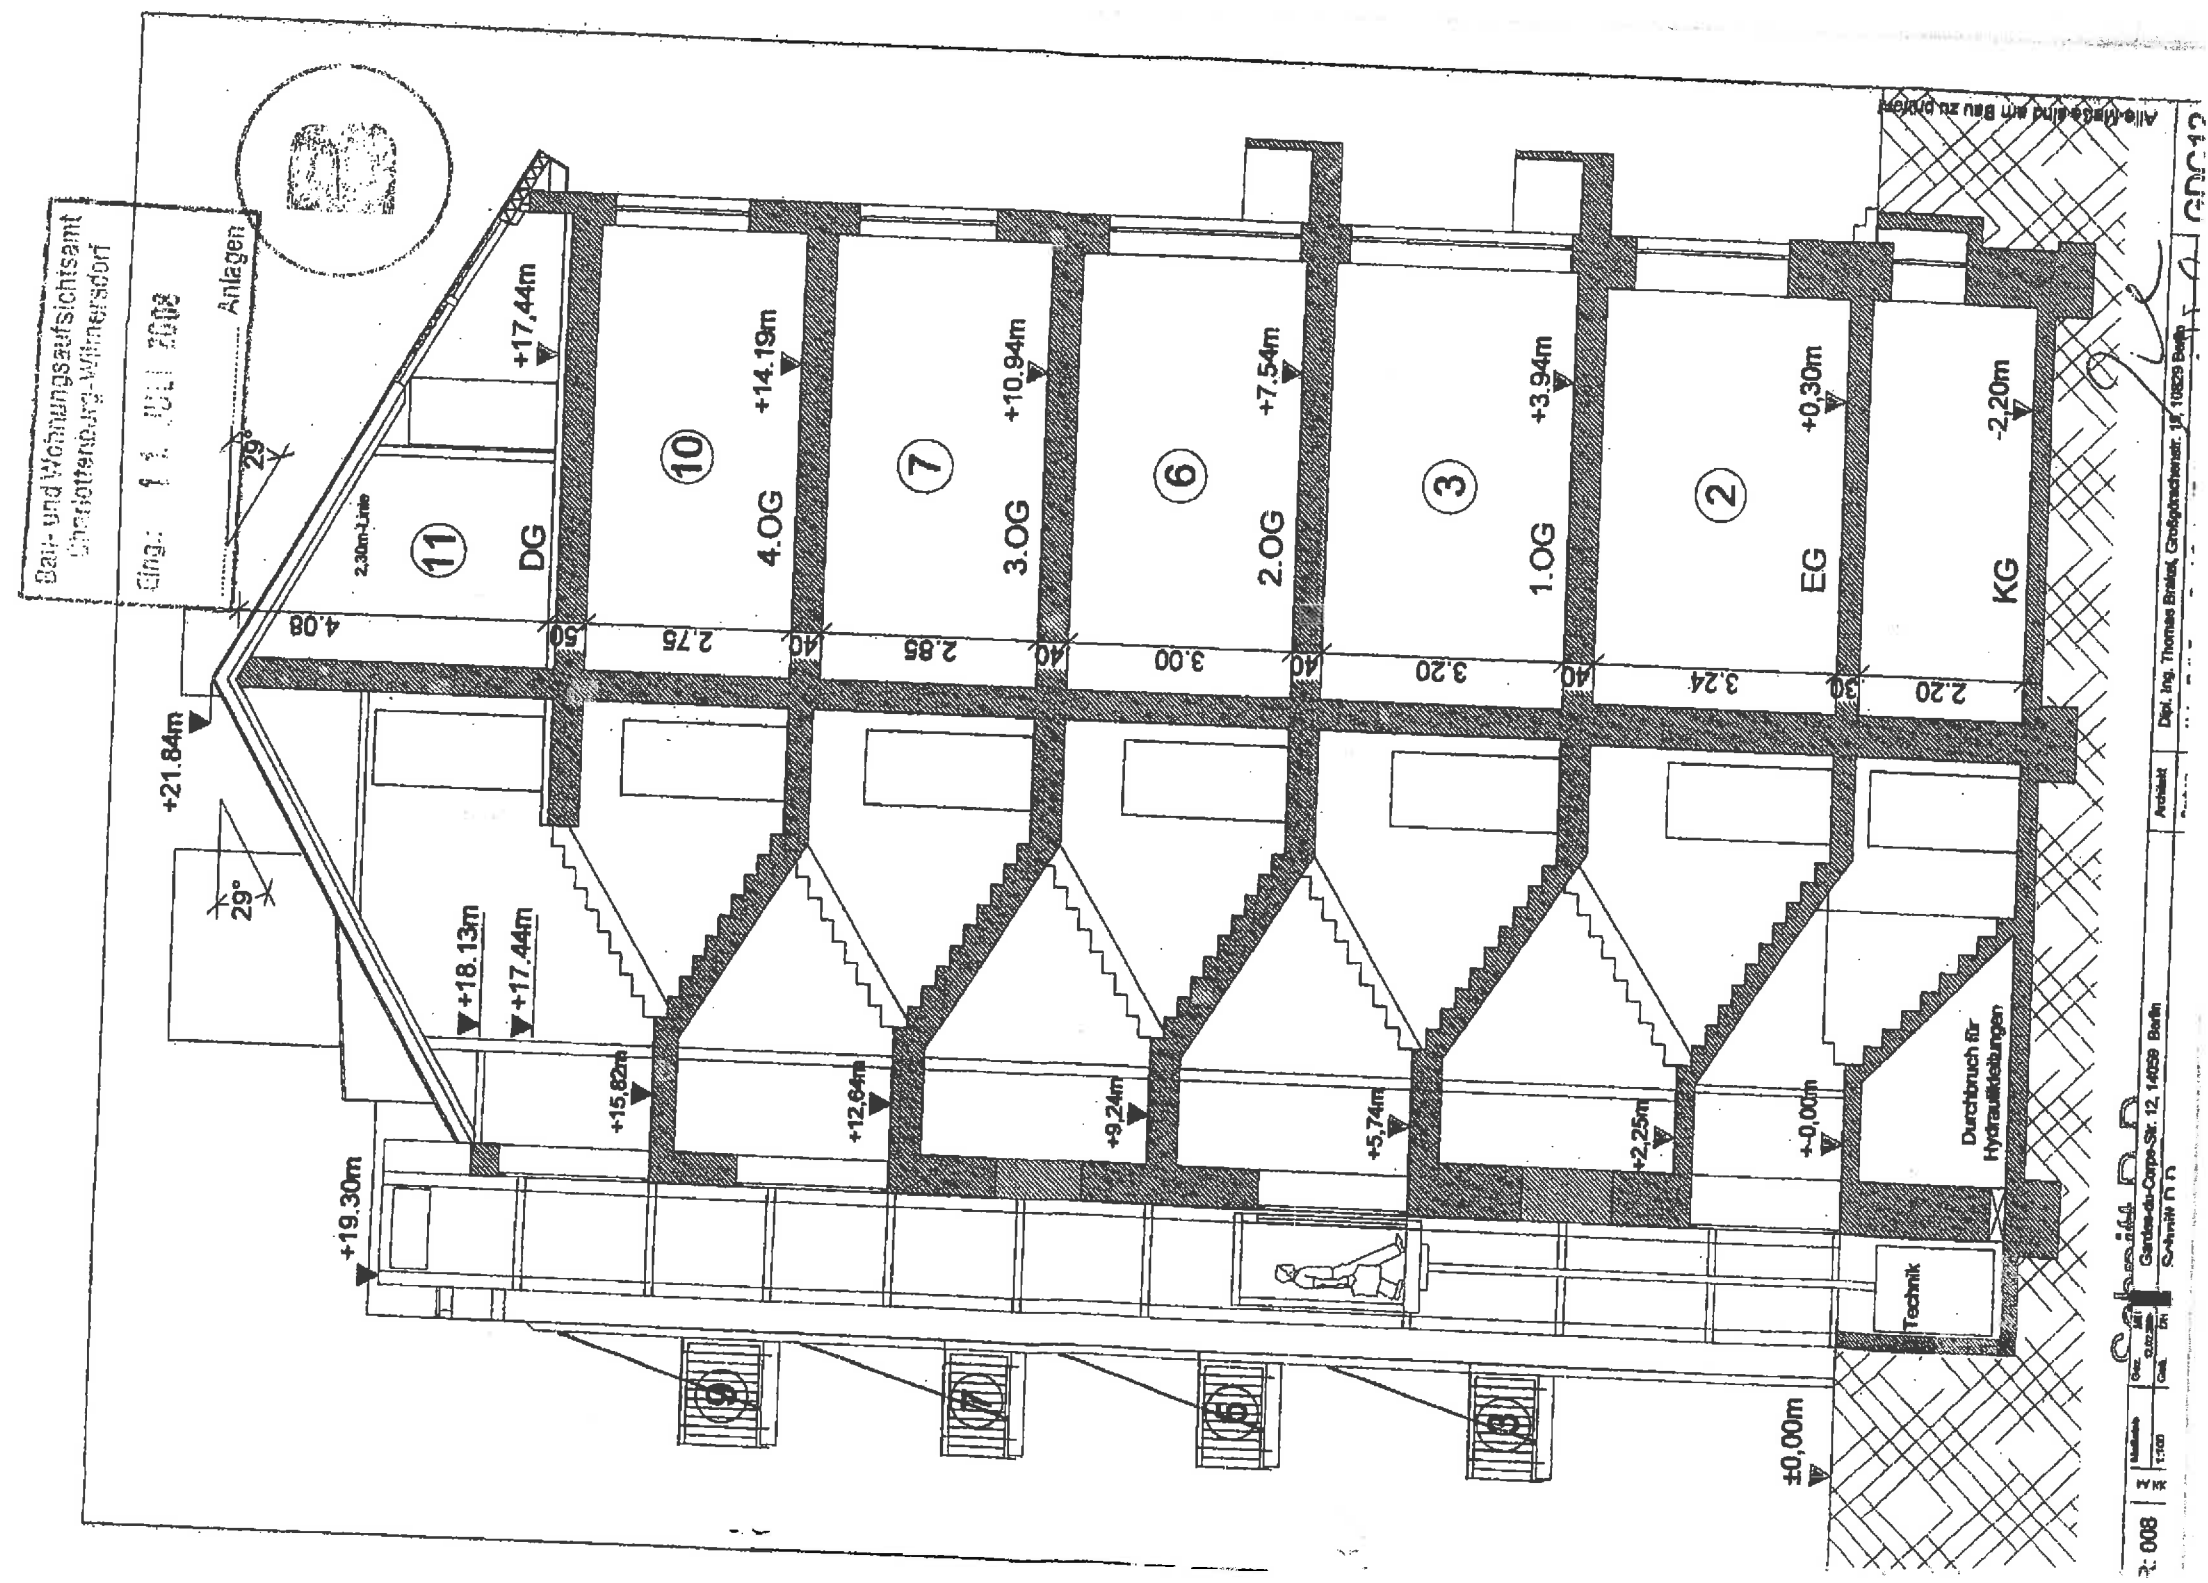 Bau- und Wohnungsaufsichtsamt
Charlottenburg-Wilmersdorf
Eing.: 11. JULI 2008
Anlagen
29°
29°
+21.84m
+19.30m
+18.13m
+17.44m
2,30m-Linie
11
DG
+17,44m
10
4.OG
+14.19m
7
3.OG
+10.94m
6
2.OG
+7.54m
3
1.OG
+3.94m
2
EG
+0,30m
KG
-2,20m
4.08
50
2.75
40
2.85
40
3.00
40
3.20
40
3.24
30
2.20
+15,82m
+12,64m
+9,24m
+5,74m
+2,25m
+-0,00m
Durchbruch für
Hydraulikleitungen
Technik
9
7
5
3
±0,00m
Alle Maße sind am Bau zu prüfen
Architekt
Dipl. Ing. Thomas
10829 Berlin
Gardes-du-Corps-Str. 12, 14059 Berlin
1:100
008